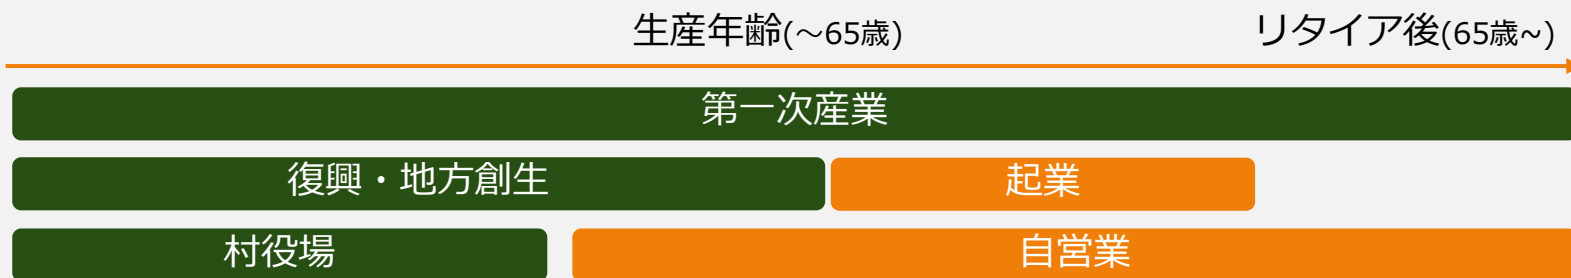 生産年齢(～65歳) リタイア後(65歳~)
第一次産業
復興・地方創生 起業
村役場 自営業